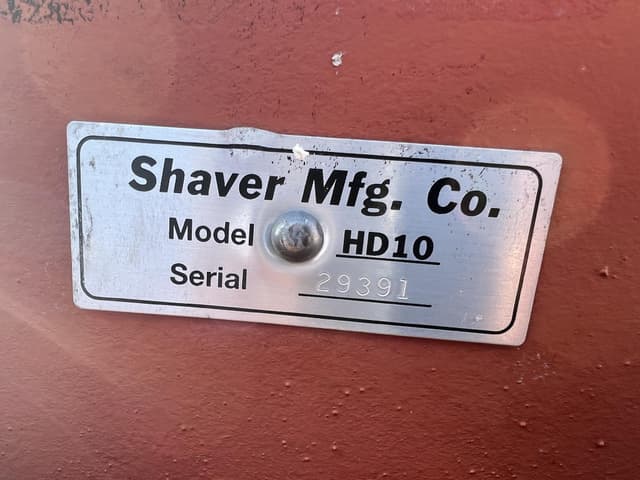 Shaver Mfg. Co.
Model HD10
Serial 29391